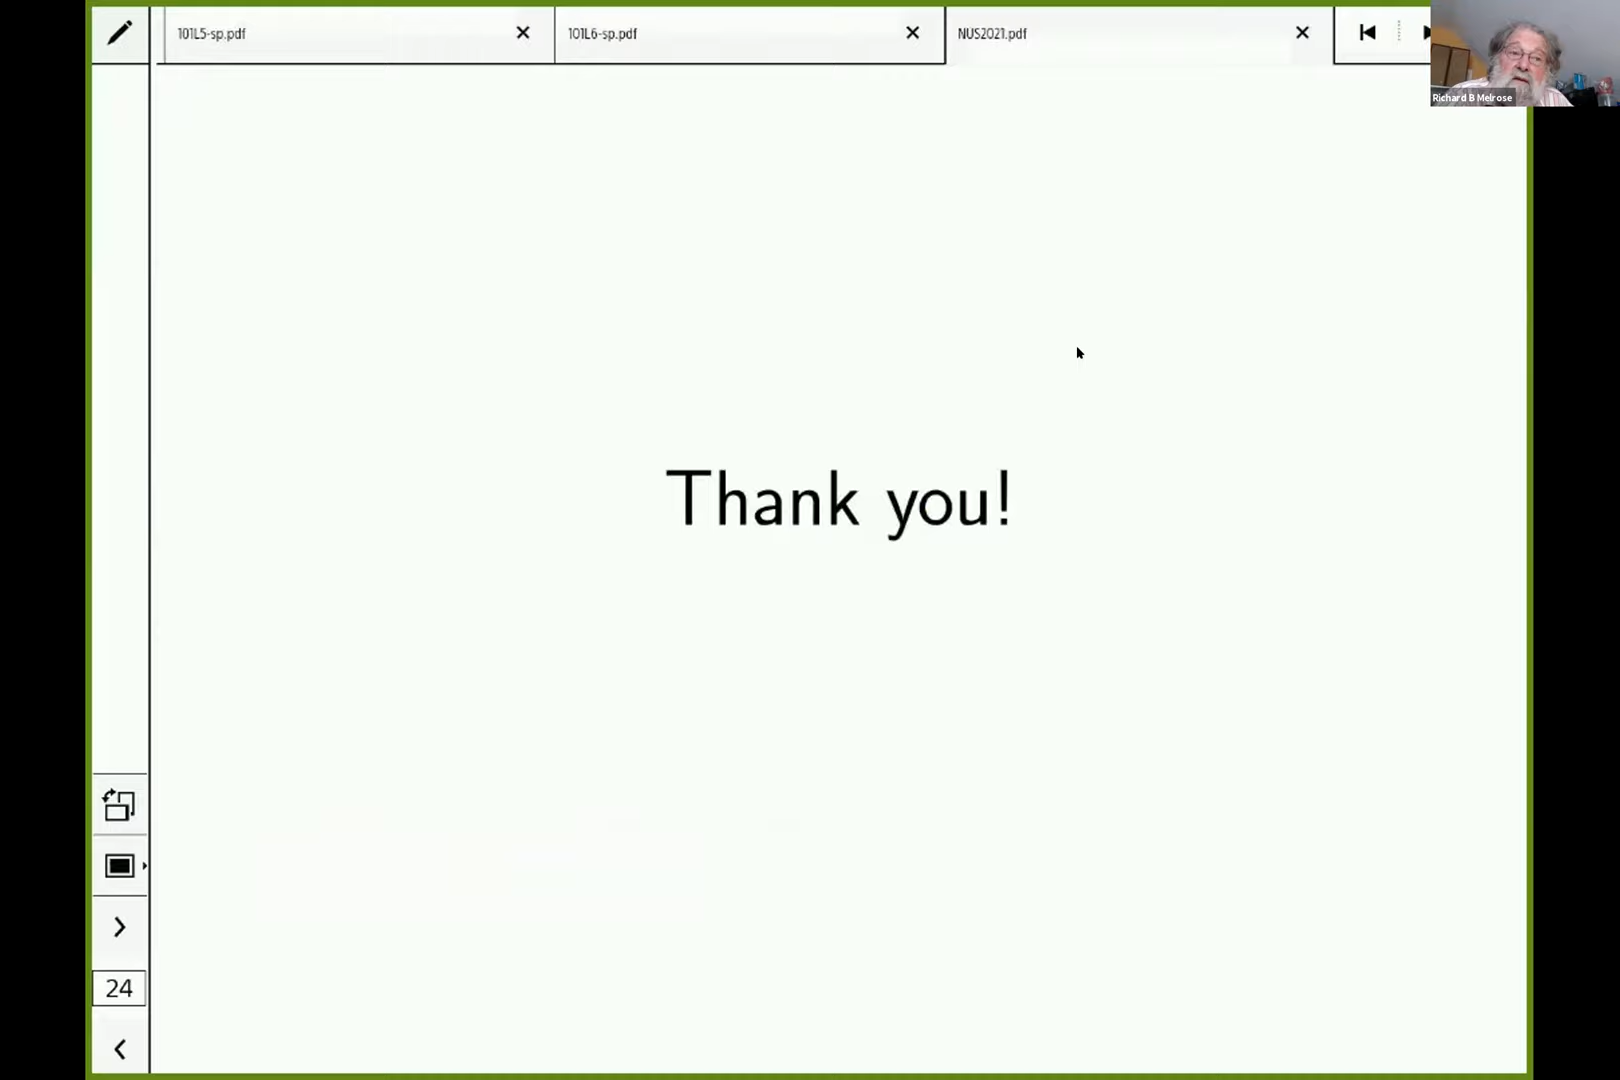 101L5-sp.pdf
101L6-sp.pdf
NUS2021.pdf
Richard B Melrose
Thank you!
24